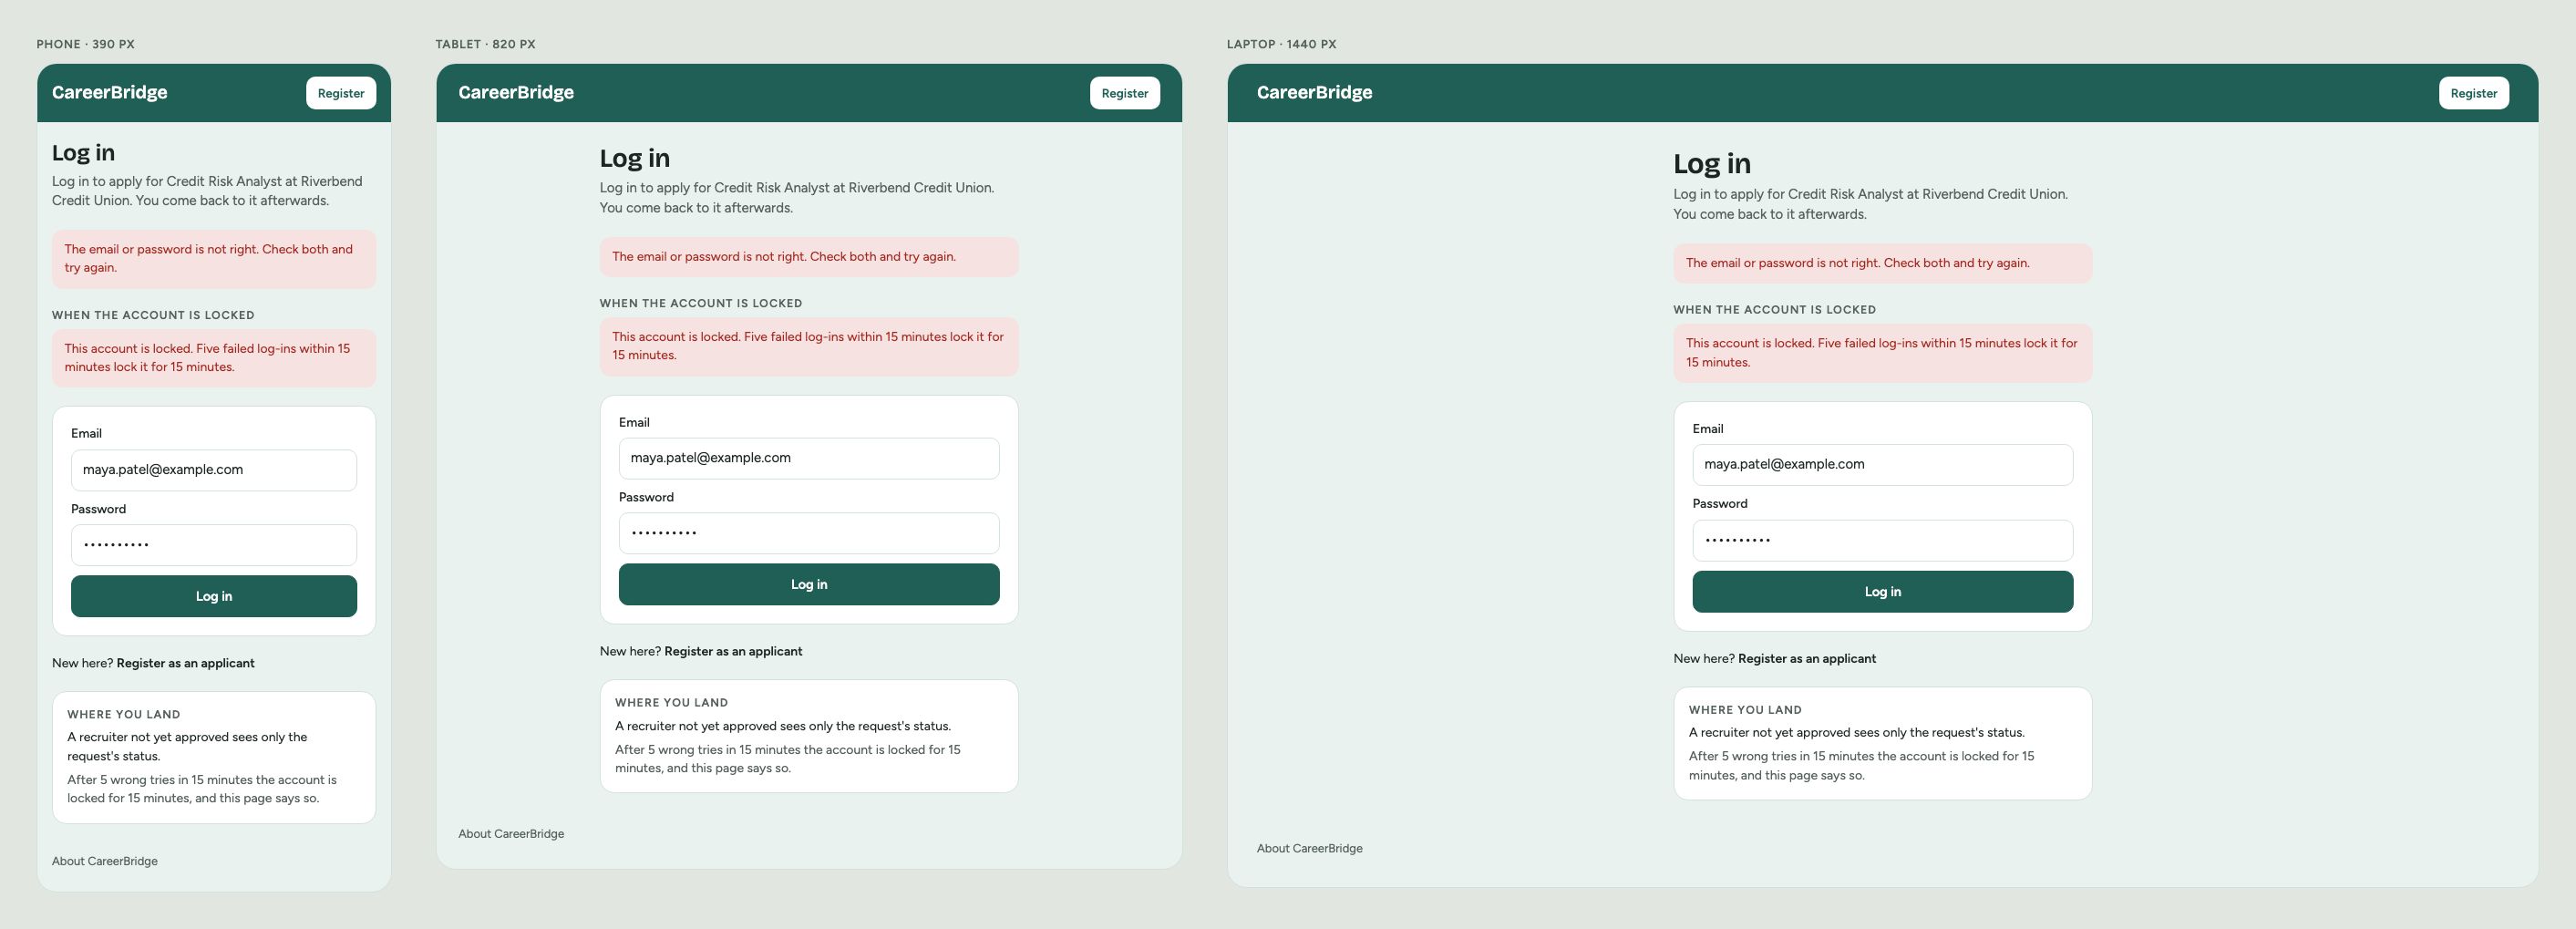 PHONE · 390 PX
CareerBridge
Register
Log in
Log in to apply for Credit Risk Analyst at Riverbend
Credit Union. You come back to it afterwards.
The email or password is not right. Check both and
try again.
WHEN THE ACCOUNT IS LOCKED
This account is locked. Five failed log-ins within 15
minutes lock it for 15 minutes.
Email
maya.patel@example.com
Password
••••••••••
Log in
New here? Register as an applicant
WHERE YOU LAND
A recruiter not yet approved sees only the
request's status.
After 5 wrong tries in 15 minutes the account is
locked for 15 minutes, and this page says so.
About CareerBridge
TABLET · 820 PX
CareerBridge
Register
Log in
Log in to apply for Credit Risk Analyst at Riverbend Credit Union.
You come back to it afterwards.
The email or password is not right. Check both and try again.
WHEN THE ACCOUNT IS LOCKED
This account is locked. Five failed log-ins within 15 minutes lock it for
15 minutes.
Email
maya.patel@example.com
Password
••••••••••
Log in
New here? Register as an applicant
WHERE YOU LAND
A recruiter not yet approved sees only the request's status.
After 5 wrong tries in 15 minutes the account is locked for 15
minutes, and this page says so.
About CareerBridge
LAPTOP · 1440 PX
CareerBridge
Register
Log in
Log in to apply for Credit Risk Analyst at Riverbend Credit Union.
You come back to it afterwards.
The email or password is not right. Check both and try again.
WHEN THE ACCOUNT IS LOCKED
This account is locked. Five failed log-ins within 15 minutes lock it for
15 minutes.
Email
maya.patel@example.com
Password
••••••••••
Log in
New here? Register as an applicant
WHERE YOU LAND
A recruiter not yet approved sees only the request's status.
After 5 wrong tries in 15 minutes the account is locked for 15
minutes, and this page says so.
About CareerBridge